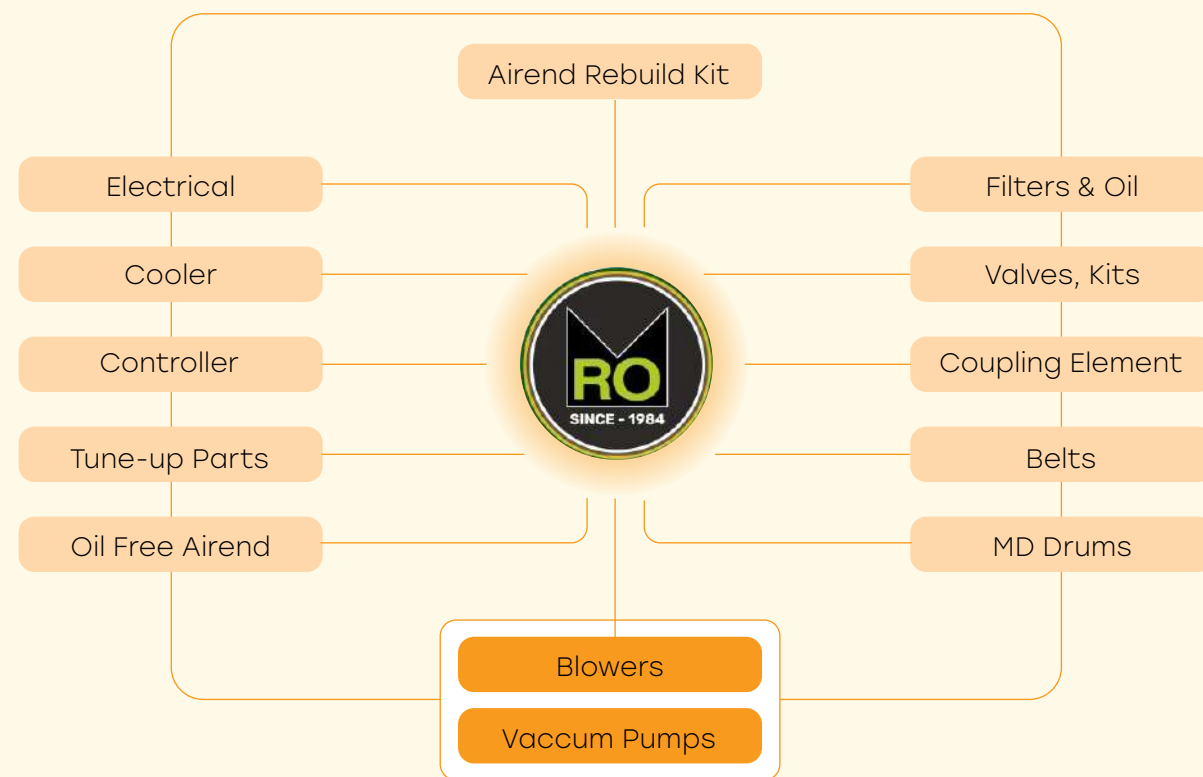 Airend Rebuild Kit
Electrical
Filters & Oil
Cooler
Valves, Kits
Controller
Coupling Element
RO
SINCE - 1984
Tune-up Parts
Belts
Oil Free Airend
MD Drums
Blowers
Vaccum Pumps